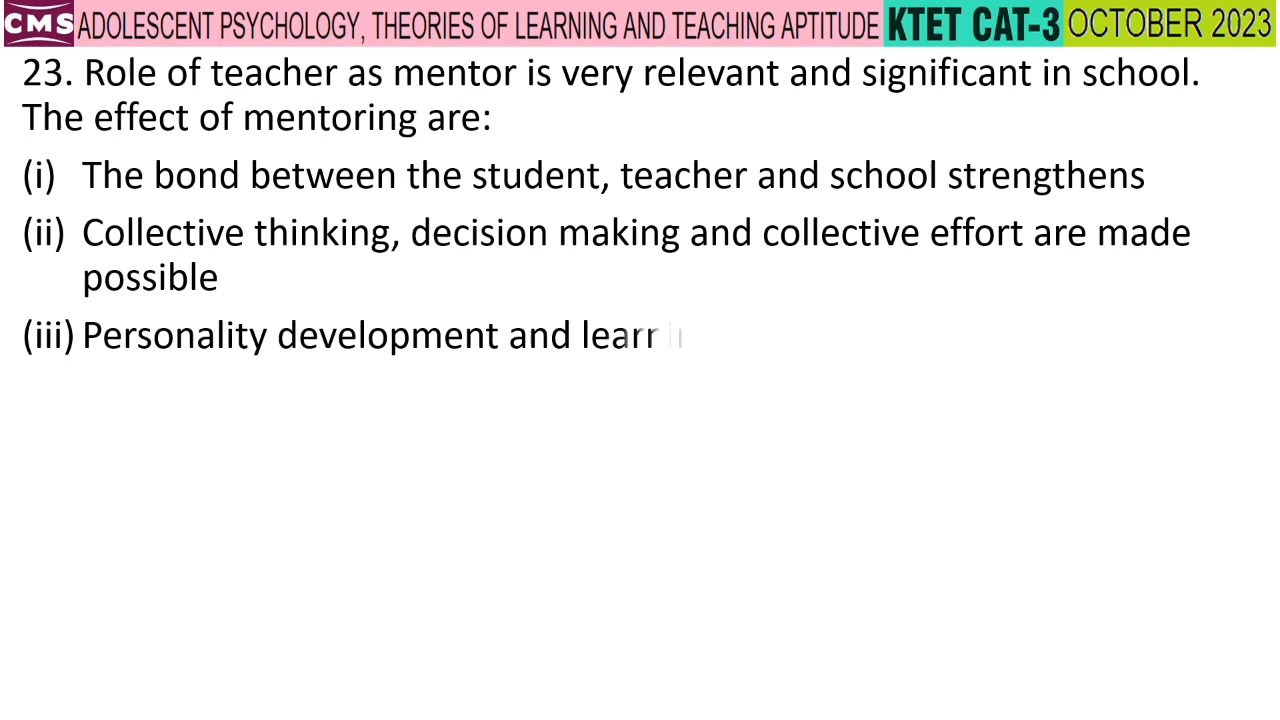 CMS ADOLESCENT PSYCHOLOGY, THEORIES OF LEARNING AND TEACHING APTITUDE KTET CAT-3 OCTOBER 2023
23. Role of teacher as mentor is very relevant and significant in school.
The effect of mentoring are:
(i) The bond between the student, teacher and school strengthens
(ii) Collective thinking, decision making and collective effort are made
possible
(iii) Personality development and